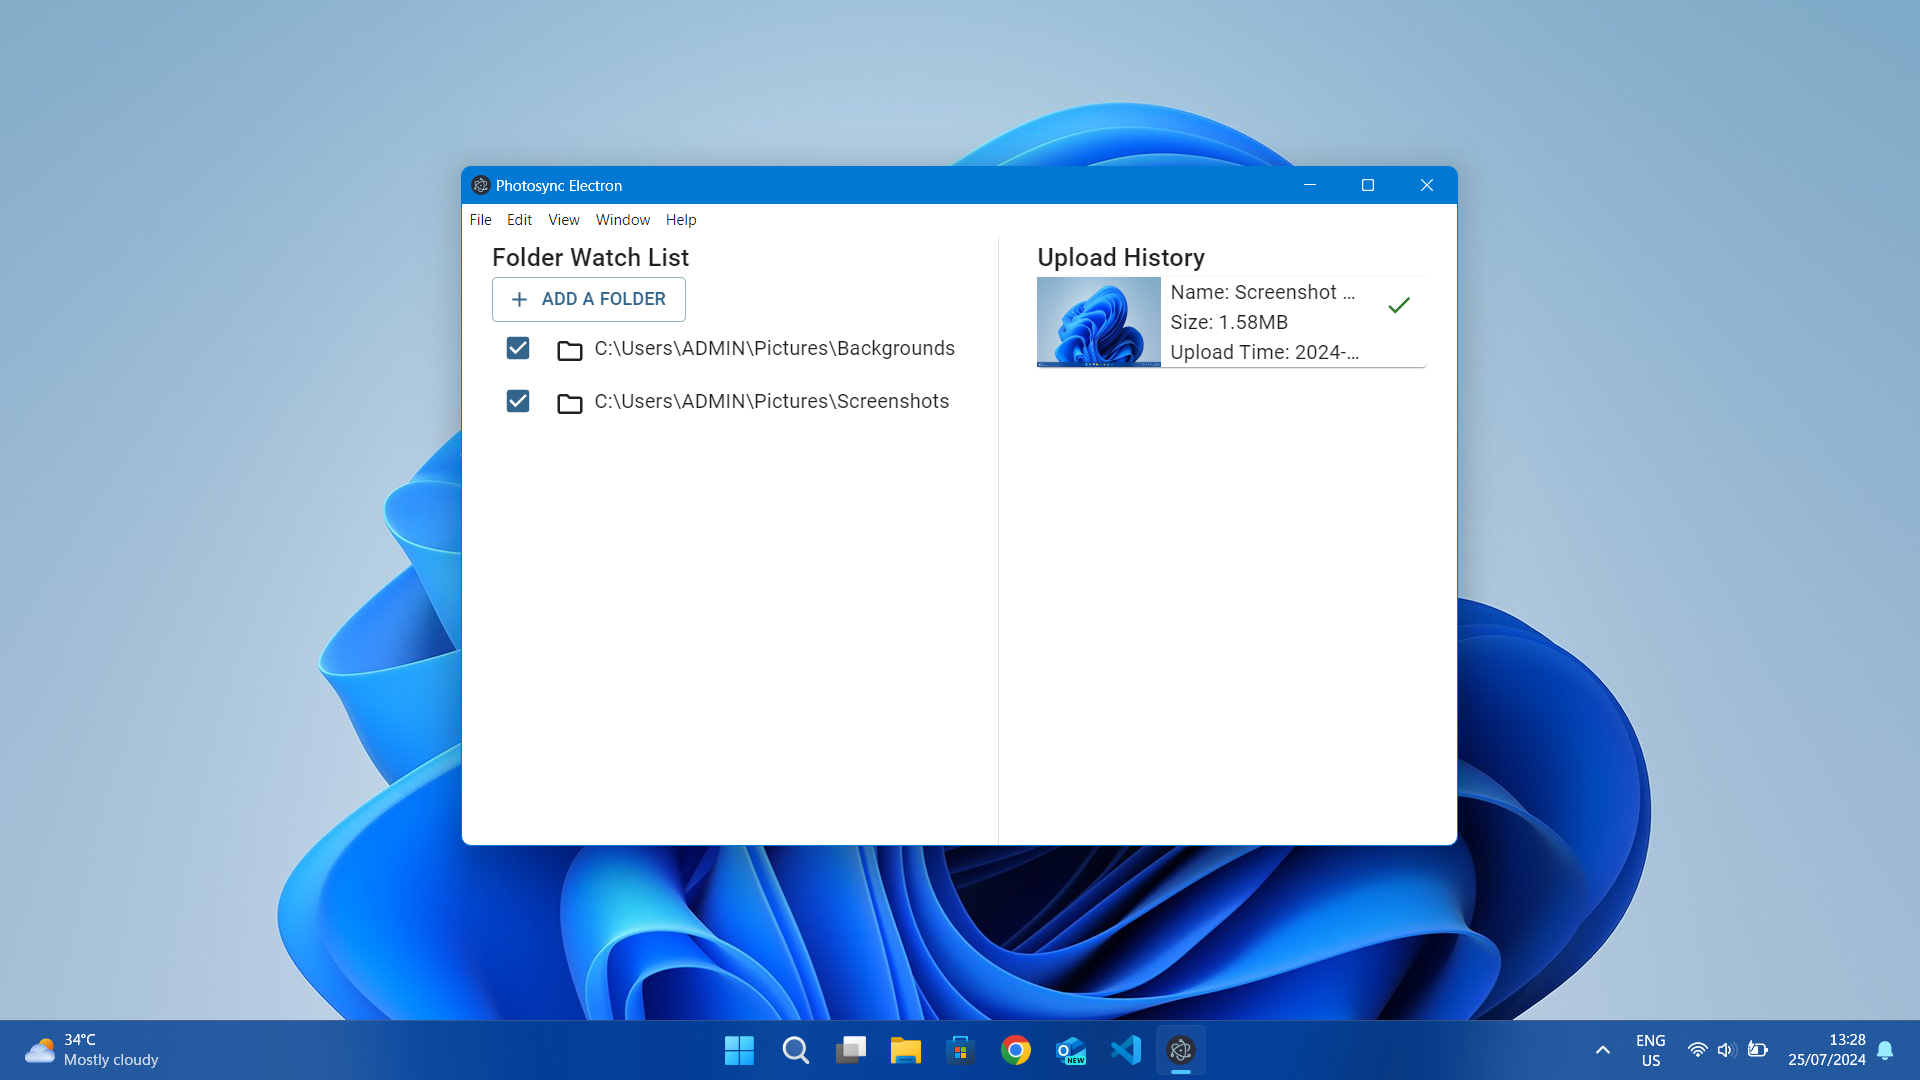 Photosync Electron
File Edit View Window Help
Folder Watch List
ADD A FOLDER
C:\Users\ADMIN\Pictures\Backgrounds
C:\Users\ADMIN\Pictures\Screenshots
Upload History
Name: Screenshot ...
Size: 1.58MB
Upload Time: 2024-...
34°C
Mostly cloudy
NEW
ENG
US
13:28
25/07/2024